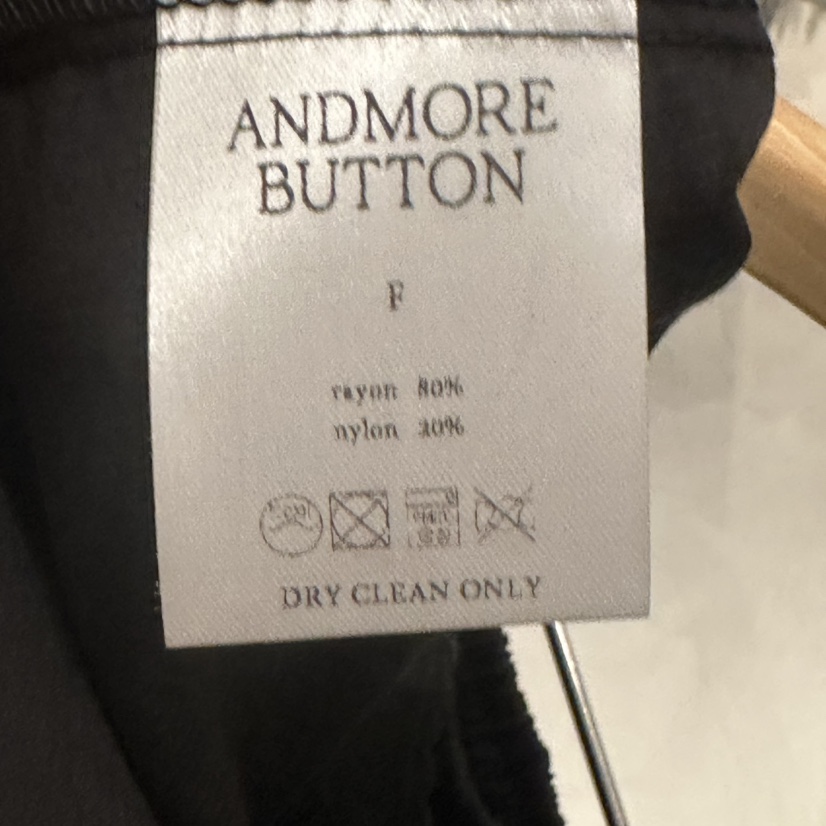 ANDMORE
BUTTON
F
rayon 80%
nylon 20%
DRY CLEAN ONLY